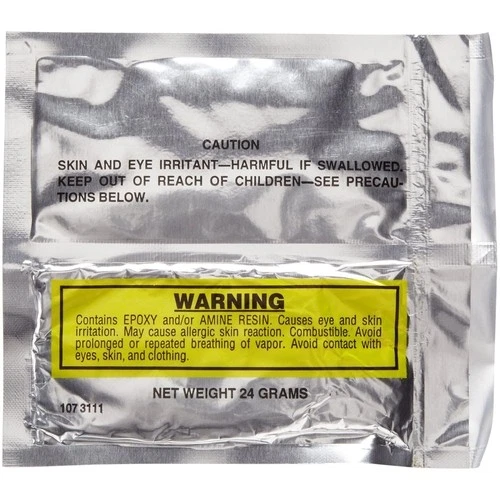 CAUTION
SKIN AND EYE IRRITANT—HARMFUL IF SWALLOWED.
KEEP OUT OF REACH OF CHILDREN—SEE PRECAU-
TIONS BELOW.
WARNING
Contains EPOXY and/or AMINE RESIN. Causes eye and skin
irritation. May cause allergic skin reaction. Combustible. Avoid
prolonged or repeated breathing of vapor. Avoid contact with
eyes, skin, and clothing.
NET WEIGHT 24 GRAMS
107 3111